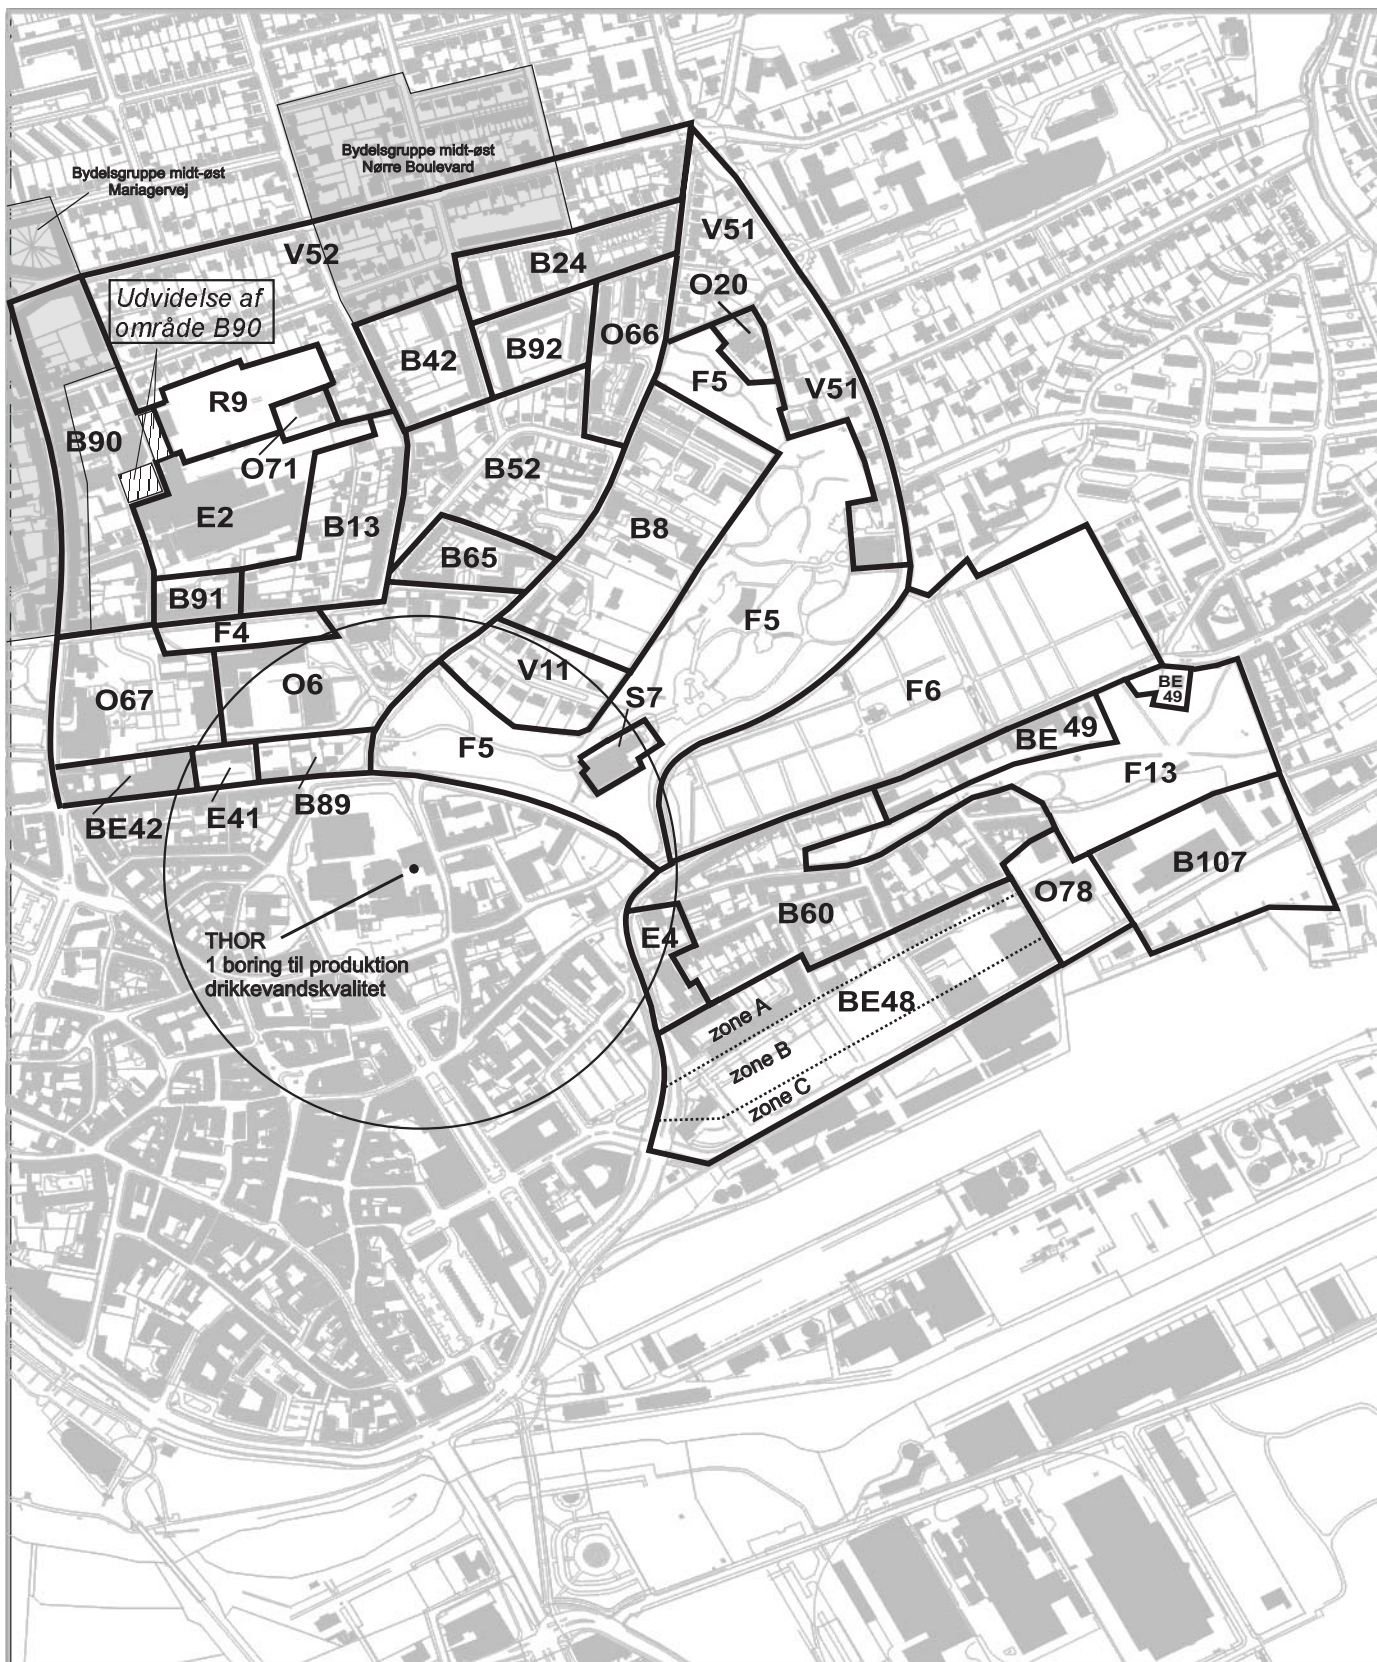 Bydelsgruppe midt-øst
Nørre Boulevard
Bydelsgruppe midt-øst
Mariagervej
V51
V52
B24
O20
Udvidelse af
område B90
O66
B92
B42
F5
V51
R9
B90
O71
B52
E2
B13
B8
B65
B91
F5
F4
V11
O67
O6
S7
F6
BE
49
BE 49
F5
F13
BE42
E41
B89
B107
O78
B60
E4
THOR
1 boring til produktion
drikkevandskvalitet
BE48
zone A
zone B
zone C